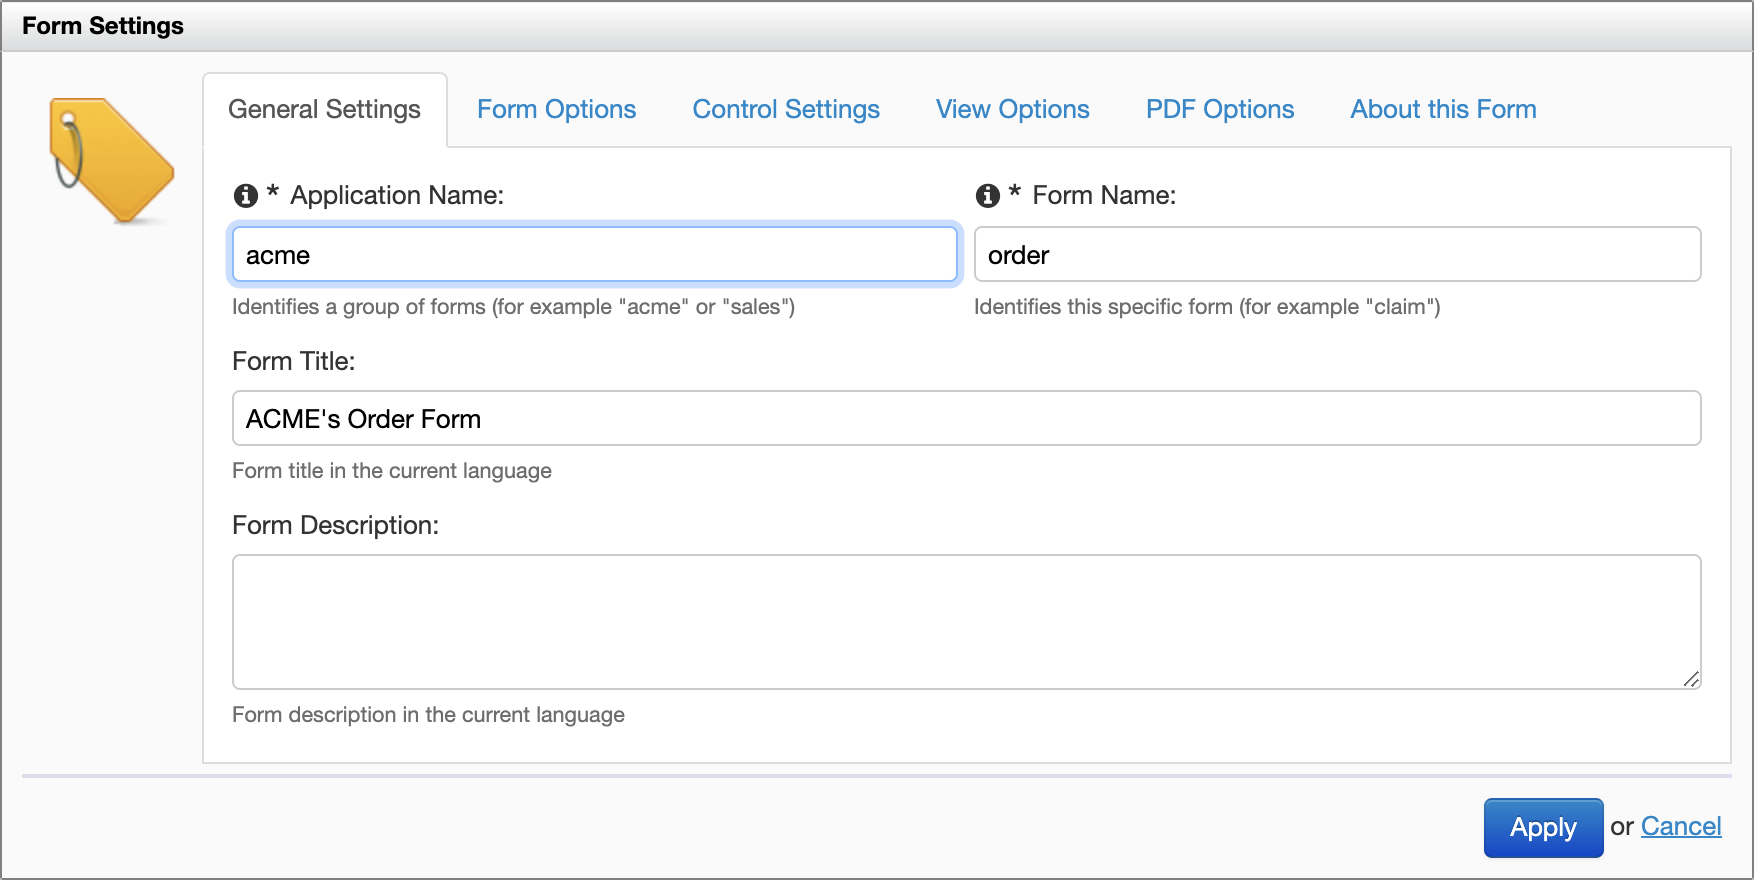 Form Settings
General Settings Form Options Control Settings View Options PDF Options About this Form
* Application Name: * Form Name:
acme order
Identifies a group of forms (for example "acme" or "sales") Identifies this specific form (for example "claim")
Form Title:
ACME's Order Form
Form title in the current language
Form Description:
Form description in the current language
Apply or Cancel